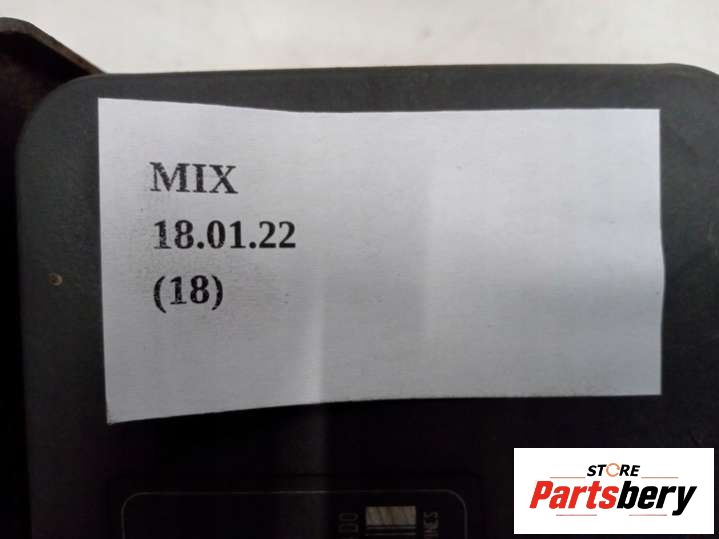 MIX
18.01.22
(18)
STORE
Partsbery